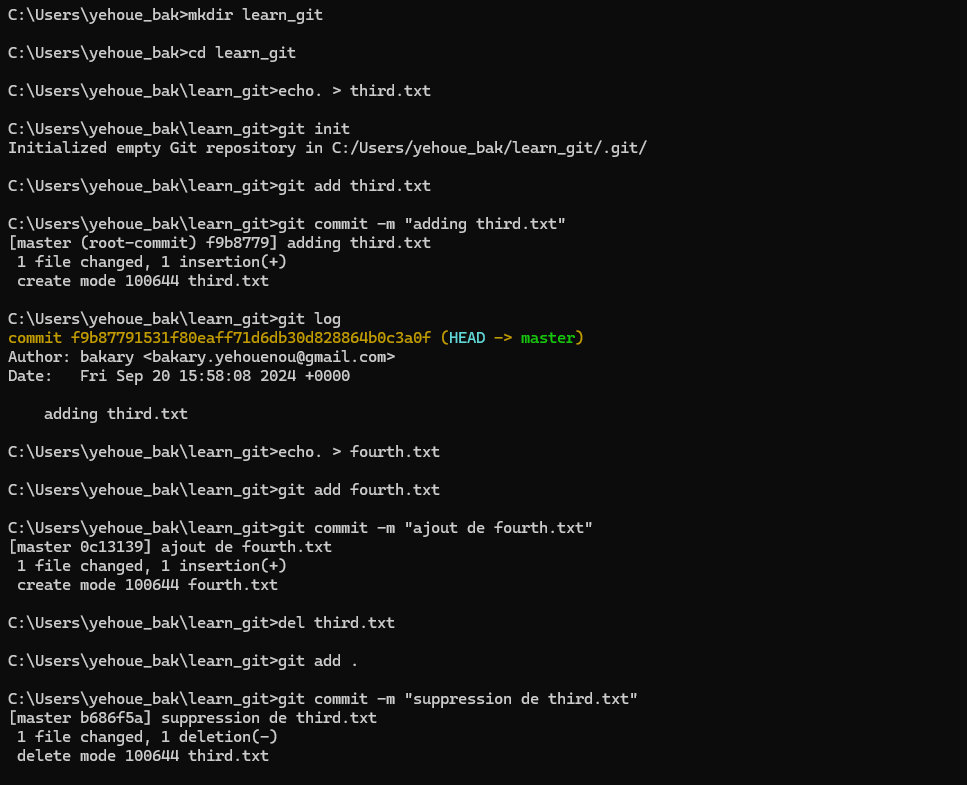 C:\Users\yehoue_bak>mkdir learn_git
C:\Users\yehoue_bak>cd learn_git
C:\Users\yehoue_bak\learn_git>echo. > third.txt
C:\Users\yehoue_bak\learn_git>git init
Initialized empty Git repository in C:/Users/yehoue_bak/learn_git/.git/
C:\Users\yehoue_bak\learn_git>git add third.txt
C:\Users\yehoue_bak\learn_git>git commit -m "adding third.txt"
[master (root-commit) f9b8779] adding third.txt
 1 file changed, 1 insertion(+)
 create mode 100644 third.txt
C:\Users\yehoue_bak\learn_git>git log
commit f9b87791531f80eaff71d6db30d828864b0c3a0f (HEAD -> master)
Author: bakary <bakary.yehouenou@gmail.com>
Date:   Fri Sep 20 15:58:08 2024 +0000
    adding third.txt
C:\Users\yehoue_bak\learn_git>echo. > fourth.txt
C:\Users\yehoue_bak\learn_git>git add fourth.txt
C:\Users\yehoue_bak\learn_git>git commit -m "ajout de fourth.txt"
[master 0c13139] ajout de fourth.txt
 1 file changed, 1 insertion(+)
 create mode 100644 fourth.txt
C:\Users\yehoue_bak\learn_git>del third.txt
C:\Users\yehoue_bak\learn_git>git add .
C:\Users\yehoue_bak\learn_git>git commit -m "suppression de third.txt"
[master b686f5a] suppression de third.txt
 1 file changed, 1 deletion(-)
 delete mode 100644 third.txt